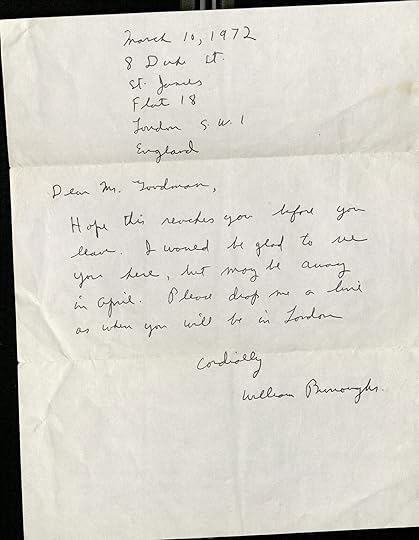 March 10, 1972
8 Duke St.
St. James
Flat 18
London S.W.1
England
Dear Mr. Goodman,
Hope this reaches you before you
leave. I would be glad to see
you here, but may be away
in April. Please drop me a line
as when you will be in London
Cordially
William Burroughs.